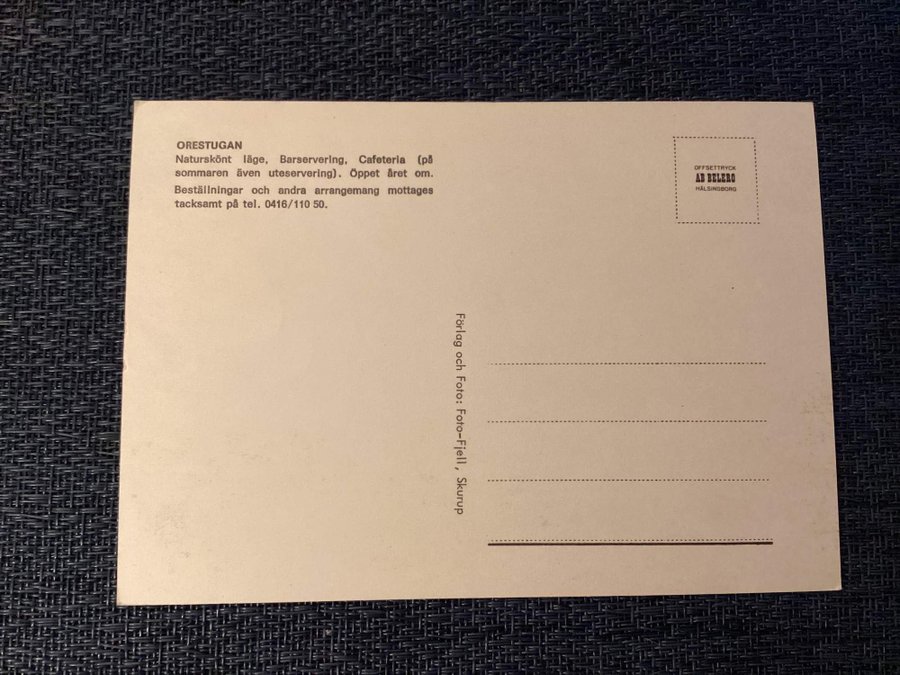 ORESTUGAN
Naturskönt läge, Barservering, Cafeteria (på
sommaren även uteservering). Öppet året om.
Beställningar och andra arrangemang mottages
tacksamt på tel. 0416/110 50.
OFFSETTRYCK
AB BELERO
HÄLSINGBORG
Förlag och Foto: Foto-Fjell, Skurup